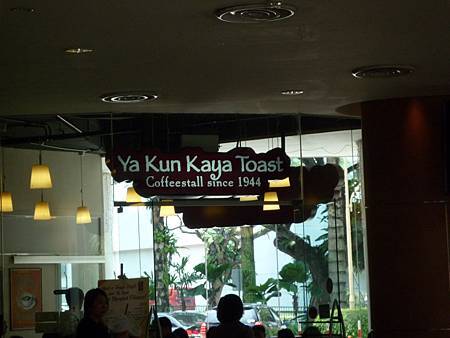 Ya Kun Kaya Toast
Coffeestall since 1944